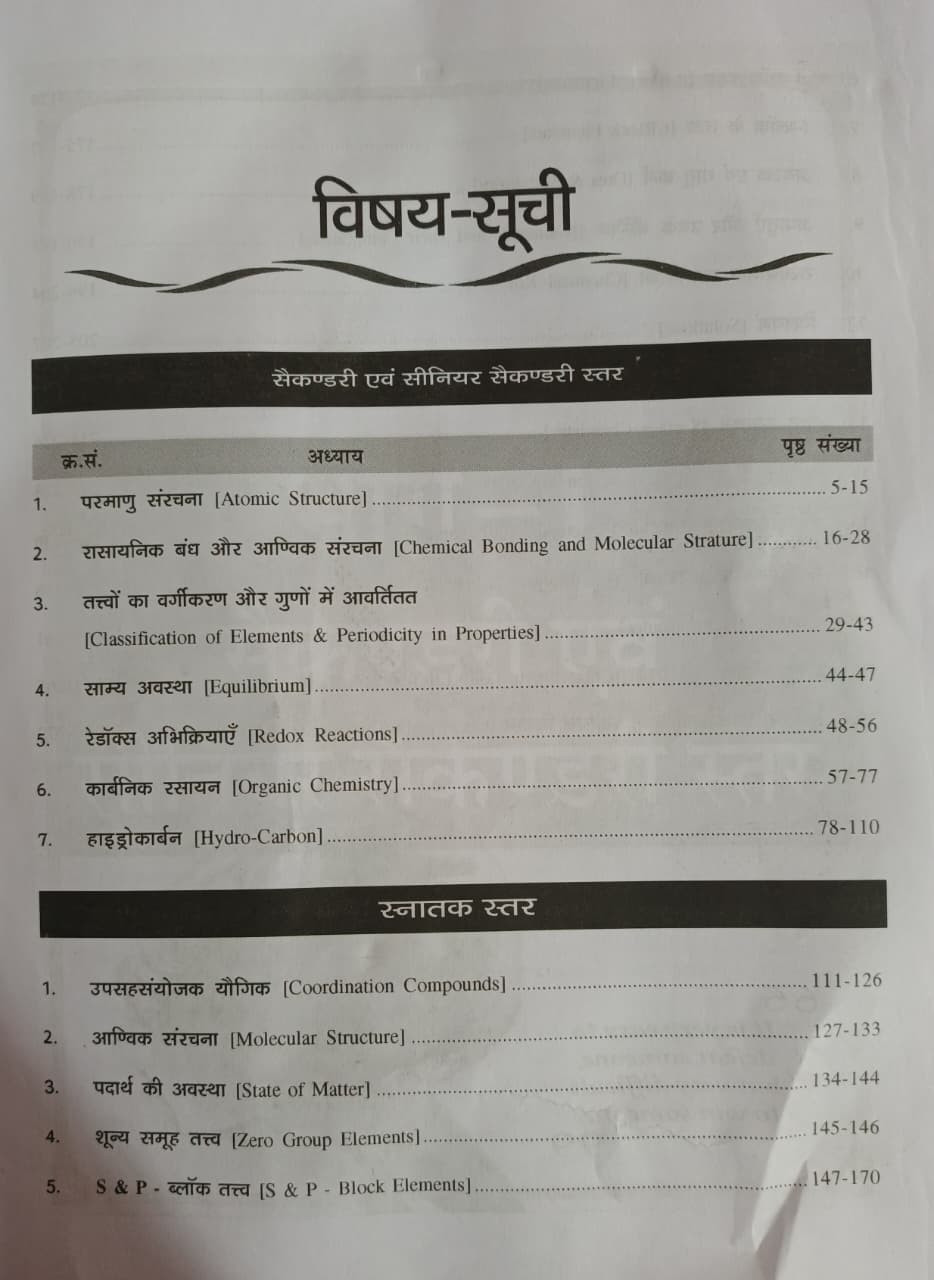 विषय-सूची
सैकण्डरी एवं सीनियर सैकण्डरी स्तर
क्र.सं. अध्याय पृष्ठ संख्या
1. परमाणु संरचना [Atomic Structure] 5-15
2. रासायनिक बंध और आण्विक संरचना [Chemical Bonding and Molecular Strature] 16-28
3. तत्त्वों का वर्गीकरण और गुणों में आवर्तितत
[Classification of Elements & Periodicity in Properties] 29-43
4. साम्य अवस्था [Equilibrium] 44-47
5. रेडॉक्स अभिक्रियाएँ [Redox Reactions] 48-56
6. कार्बनिक रसायन [Organic Chemistry] 57-77
7. हाइड्रोकार्बन [Hydro-Carbon] 78-110
स्नातक स्तर
1. उपसहसंयोजक यौगिक [Coordination Compounds] 111-126
2. आण्विक संरचना [Molecular Structure] 127-133
3. पदार्थ की अवस्था [State of Matter] 134-144
4. शून्य समूह तत्त्व [Zero Group Elements] 145-146
5. S & P - ब्लॉक तत्त्व [S & P - Block Elements] 147-170